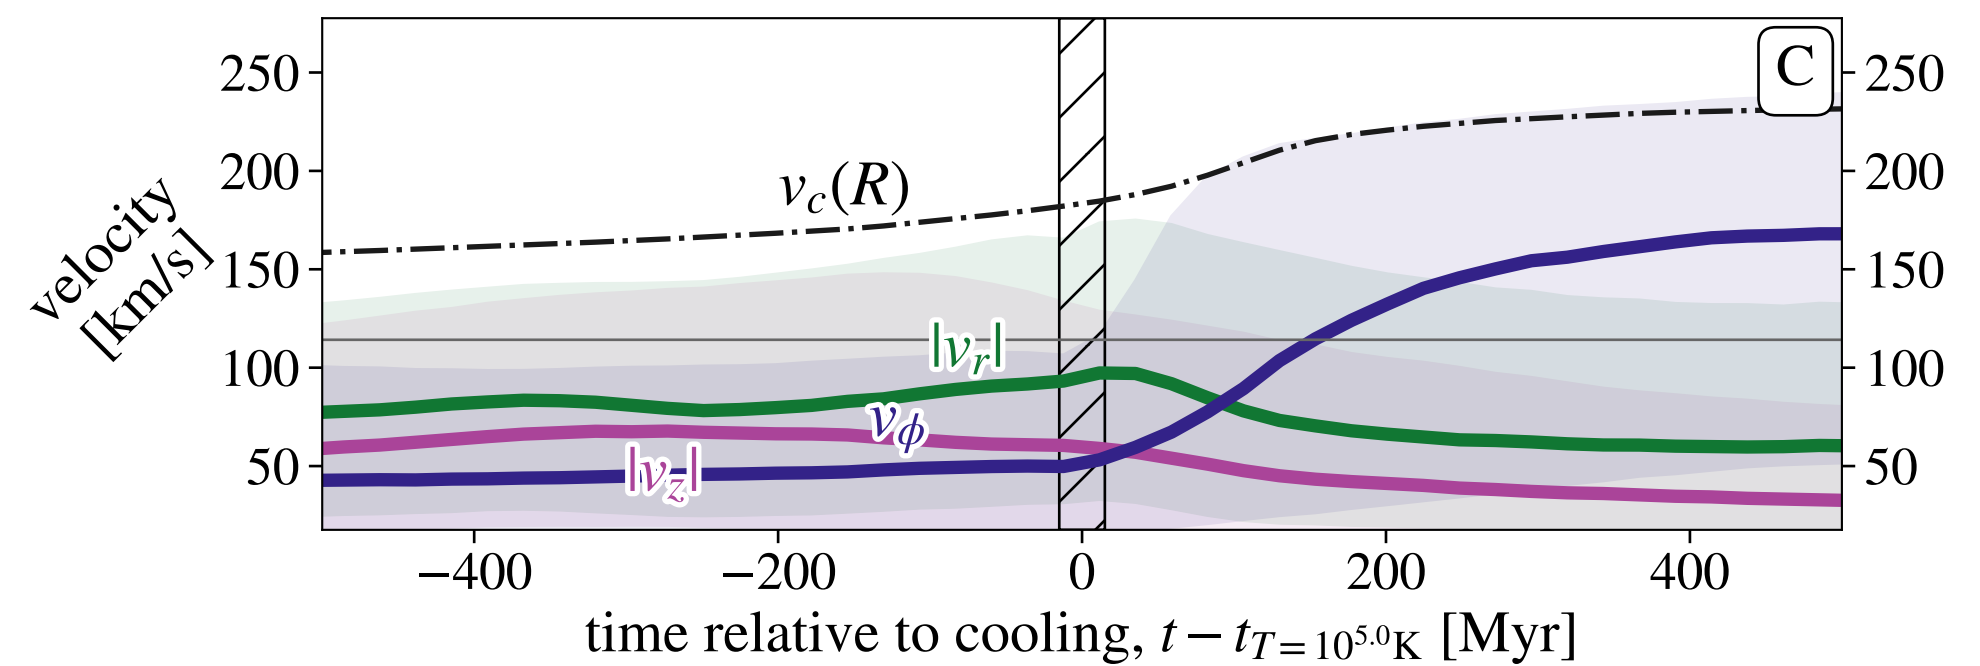 C
250
200
150
100
50
250
200
150
100
50
velocity
[km/s]
v_c(R)
|v_r|
v_ϕ
|v_z|
−400 −200 0 200 400
time relative to cooling, t − t_{T = 10^{5.0}K} [Myr]